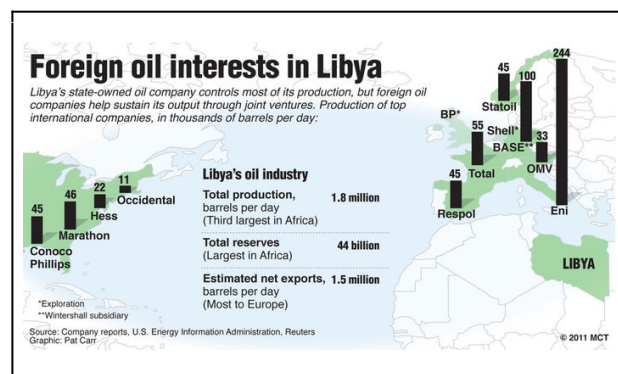 Foreign oil interests in Libya
Libya's state-owned oil company controls most of its production, but foreign oil
companies help sustain its output through joint ventures. Production of top
international companies, in thousands of barrels per day:
45
Conoco
Phillips
46
Marathon
22
Hess
11
Occidental
Libya's oil industry
Total production, 1.8 million
barrels per day
(Third largest in Africa)
Total reserves 44 billion
(Largest in Africa)
Estimated net exports, 1.5 million
barrels per day
(Most to Europe)
BP*
45
Statoil
100
Shell*
BASE**
244
Eni
55
Total
33
OMV
45
Respol
LIBYA
*Exploration
**Wintershall subsidiary
Source: Company reports, U.S. Energy Information Administration, Reuters
Graphic: Pat Carr
© 2011 MCT